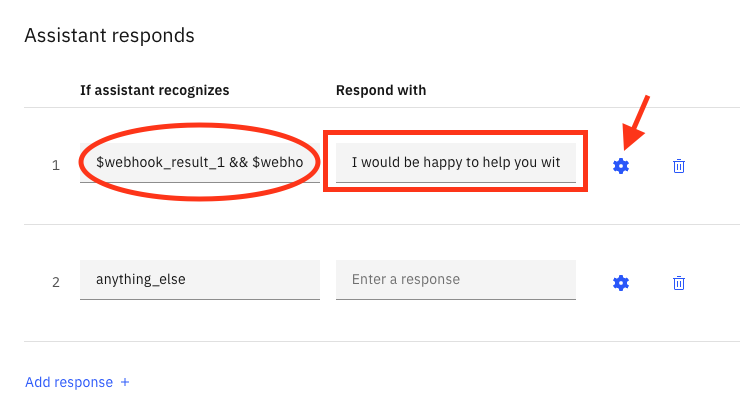 Assistant responds
If assistant recognizes Respond with
1 $webhook_result_1 && $webho I would be happy to help you wit
2 anything_else Enter a response
Add response +